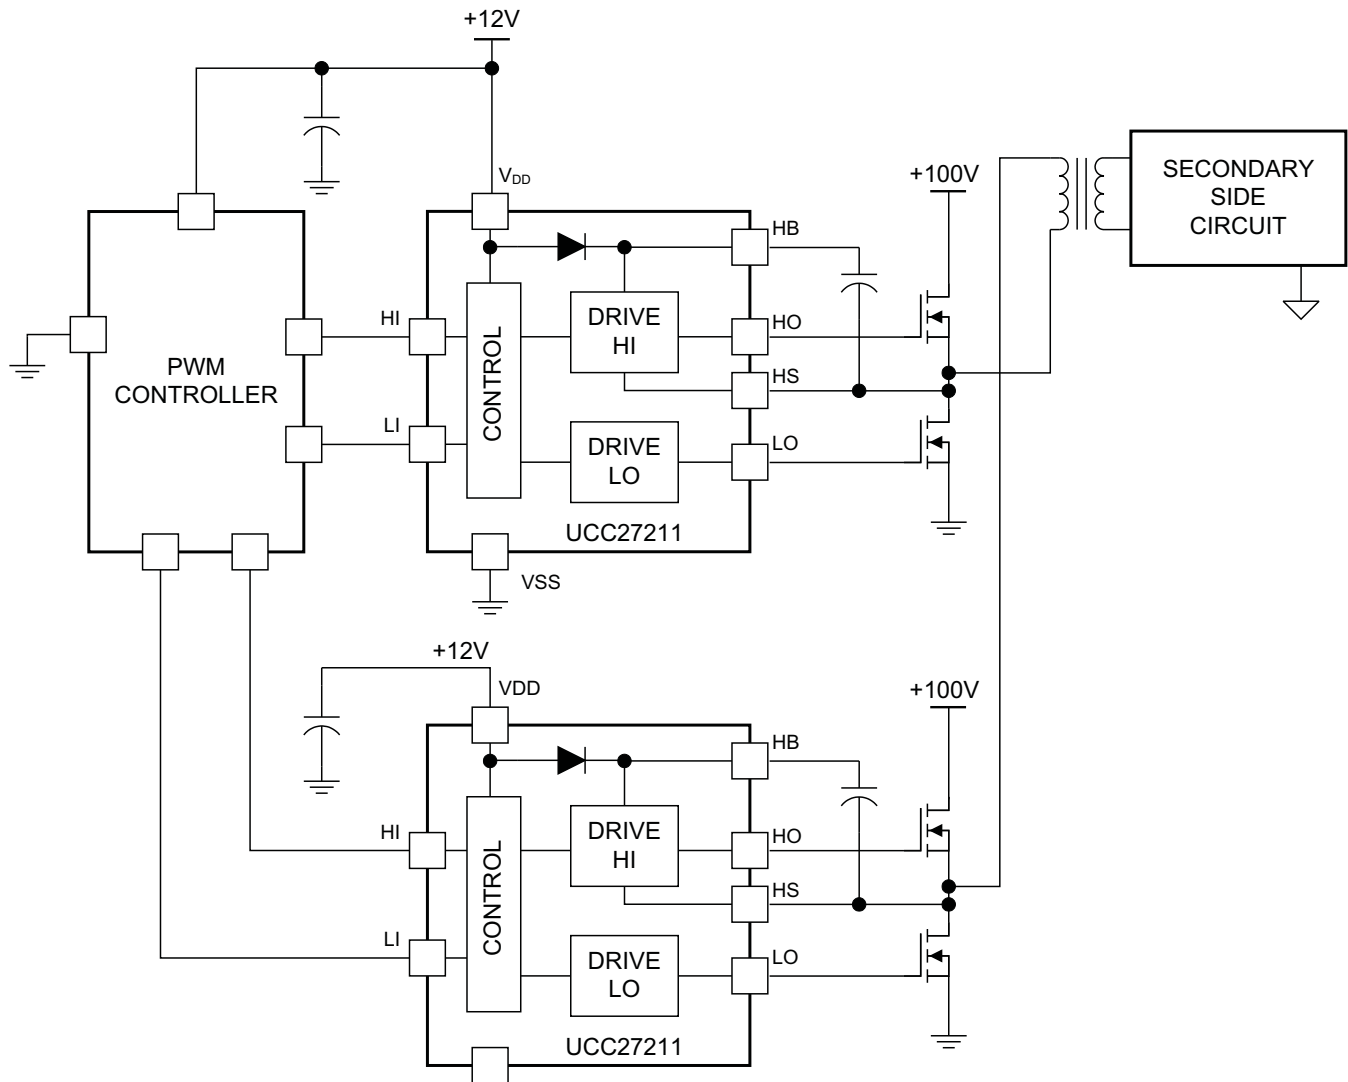 +12V
VDD
+100V
SECONDARY
SIDE
CIRCUIT
HB
HI
DRIVE
HI
HO
PWM
CONTROLLER
CONTROL
HS
LI
DRIVE
LO
LO
UCC27211
VSS
+12V
VDD
+100V
HB
HI
DRIVE
HI
HO
CONTROL
HS
LI
DRIVE
LO
LO
UCC27211